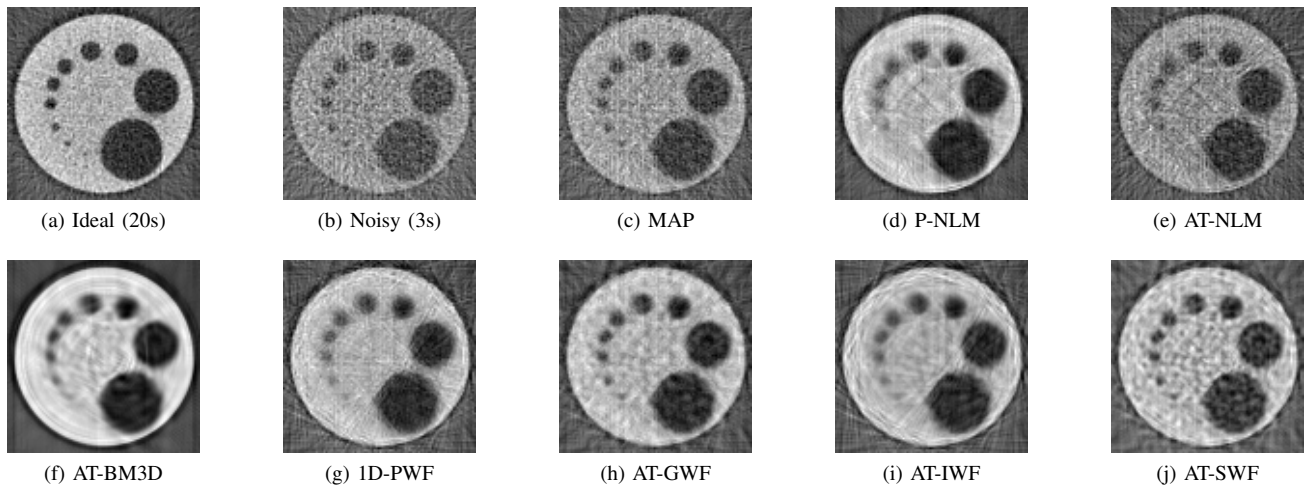 (a) Ideal (20s)
(b) Noisy (3s)
(c) MAP
(d) P-NLM
(e) AT-NLM
(f) AT-BM3D
(g) 1D-PWF
(h) AT-GWF
(i) AT-IWF
(j) AT-SWF